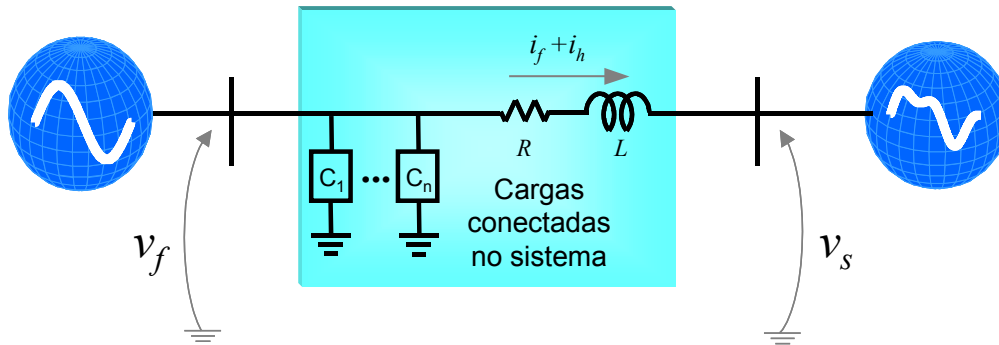 i_f + i_h
R
L
C_1 ••• C_n
Cargas
conectadas
no sistema
v_f
v_s